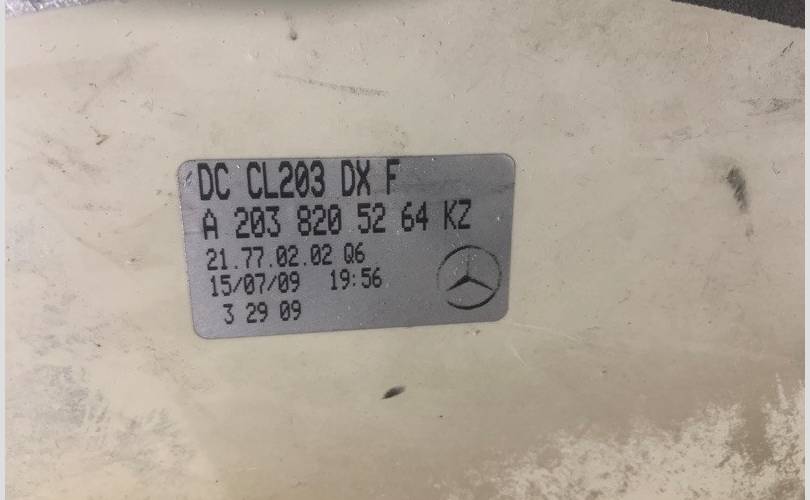 DC CL203 DX F
A 203 820 52 64 KZ
21.77.02.02 Q6
15/07/09 19:56
3 29 09